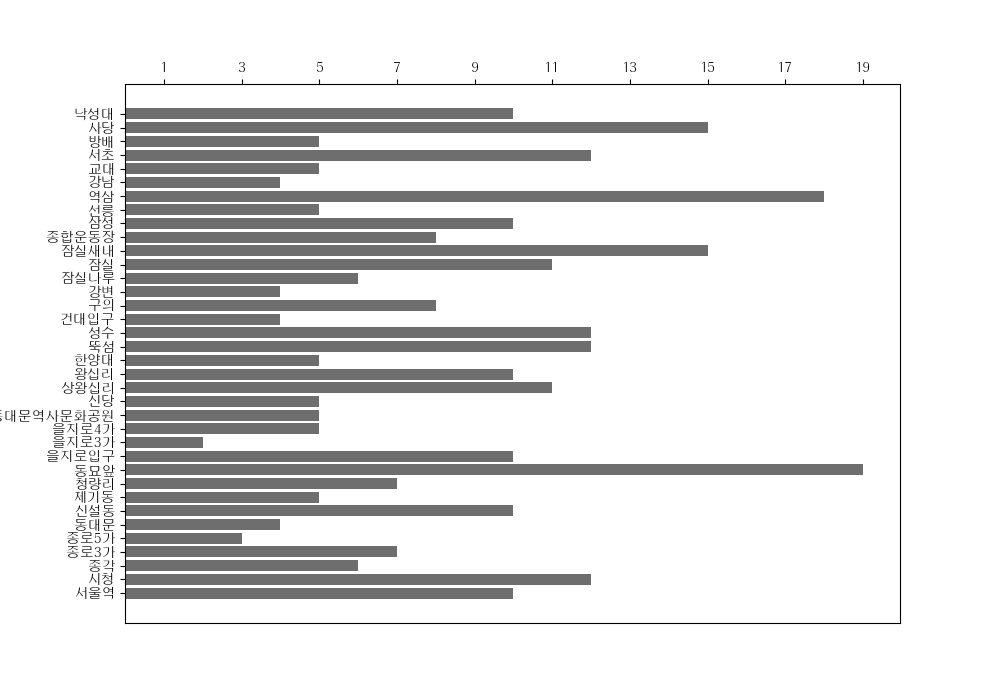 1 3 5 7 9 11 13 15 17 19
낙성대
사당
방배
서초
교대
강남
역삼
선릉
삼성
종합운동장
잠실새내
잠실
잠실나루
강변
구의
건대입구
성수
뚝섬
한양대
왕십리
상왕십리
신당
동대문역사문화공원
을지로4가
을지로3가
을지로입구
동묘앞
청량리
제기동
신설동
동대문
종로5가
종로3가
종각
시청
서울역